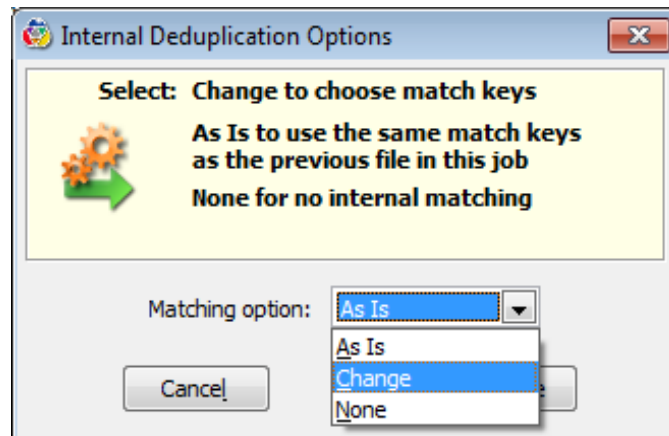 Internal Deduplication Options
Select: Change to choose match keys
As Is to use the same match keys
as the previous file in this job
None for no internal matching
Matching option: As Is
As Is
Change
None
Cancel